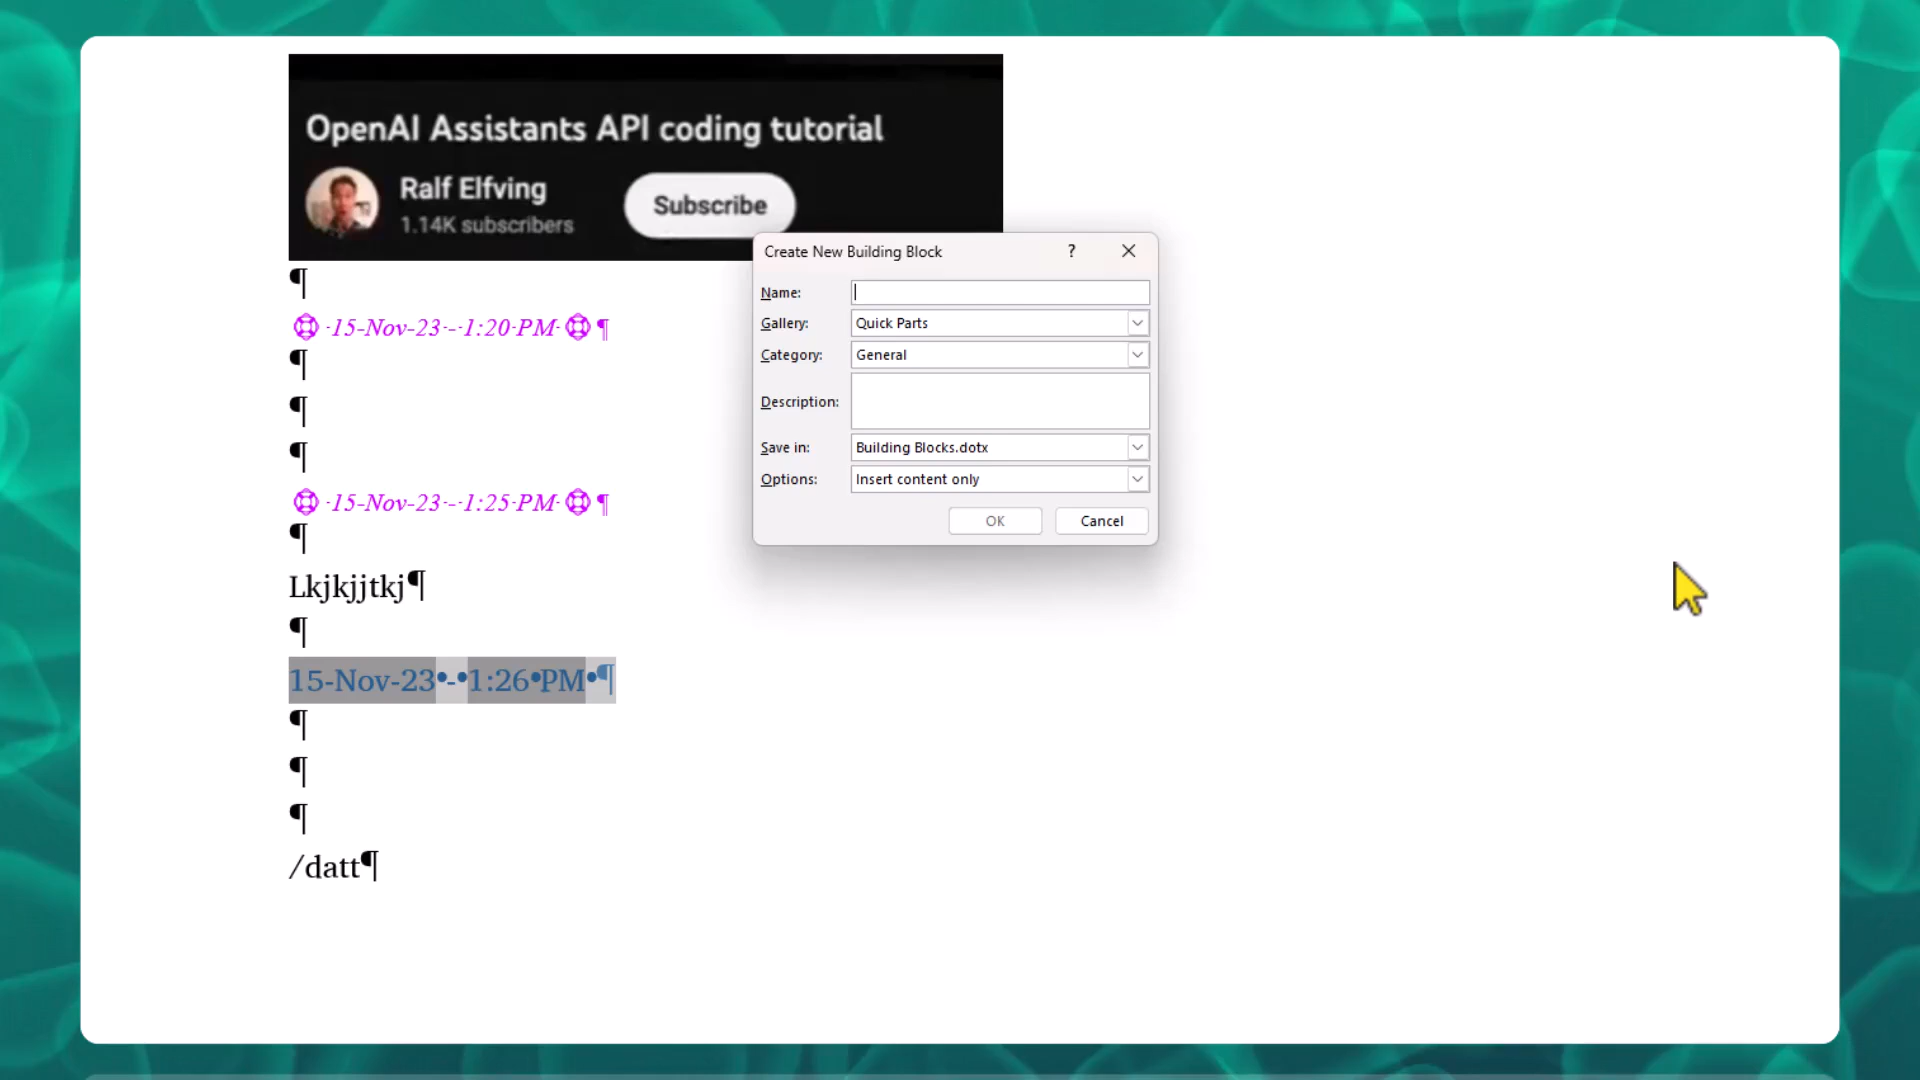 OpenAI Assistants API coding tutorial
Ralf Elfving
1.14K subscribers
Subscribe
¶
·15-Nov-23·-·1:20·PM· ¶
¶
¶
¶
·15-Nov-23·-·1:25·PM· ¶
¶
Lkjkjjtkj¶
¶
15-Nov-23•-•1:26•PM•¶
¶
¶
¶
/datt¶
Create New Building Block
?
Name:
Gallery: Quick Parts
Category: General
Description:
Save in: Building Blocks.dotx
Options: Insert content only
OK Cancel